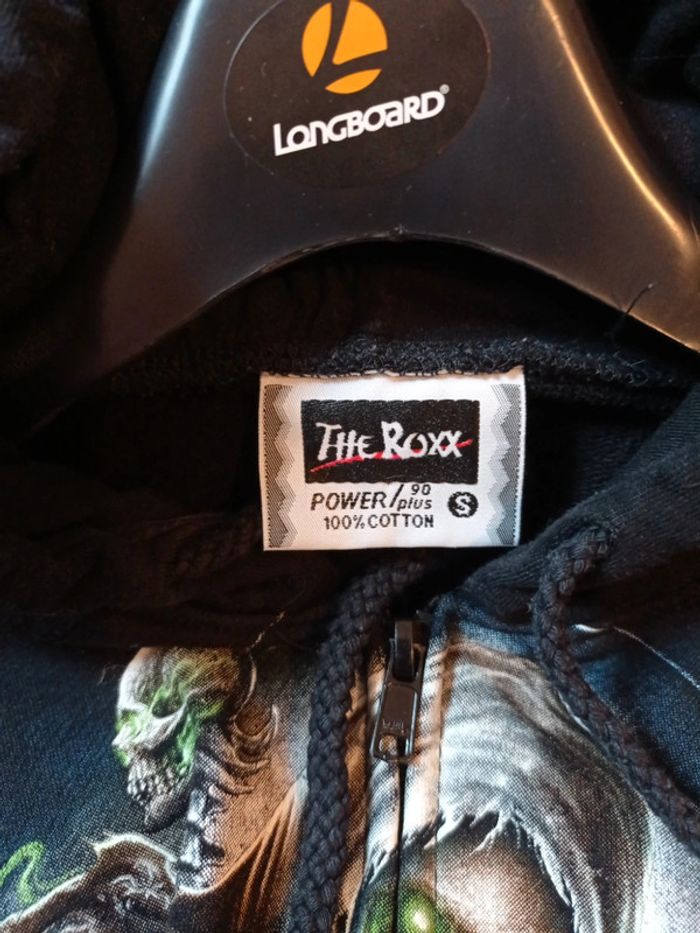 LONGBOARD®
THE ROXX
POWER/90 plus S
100% COTTON